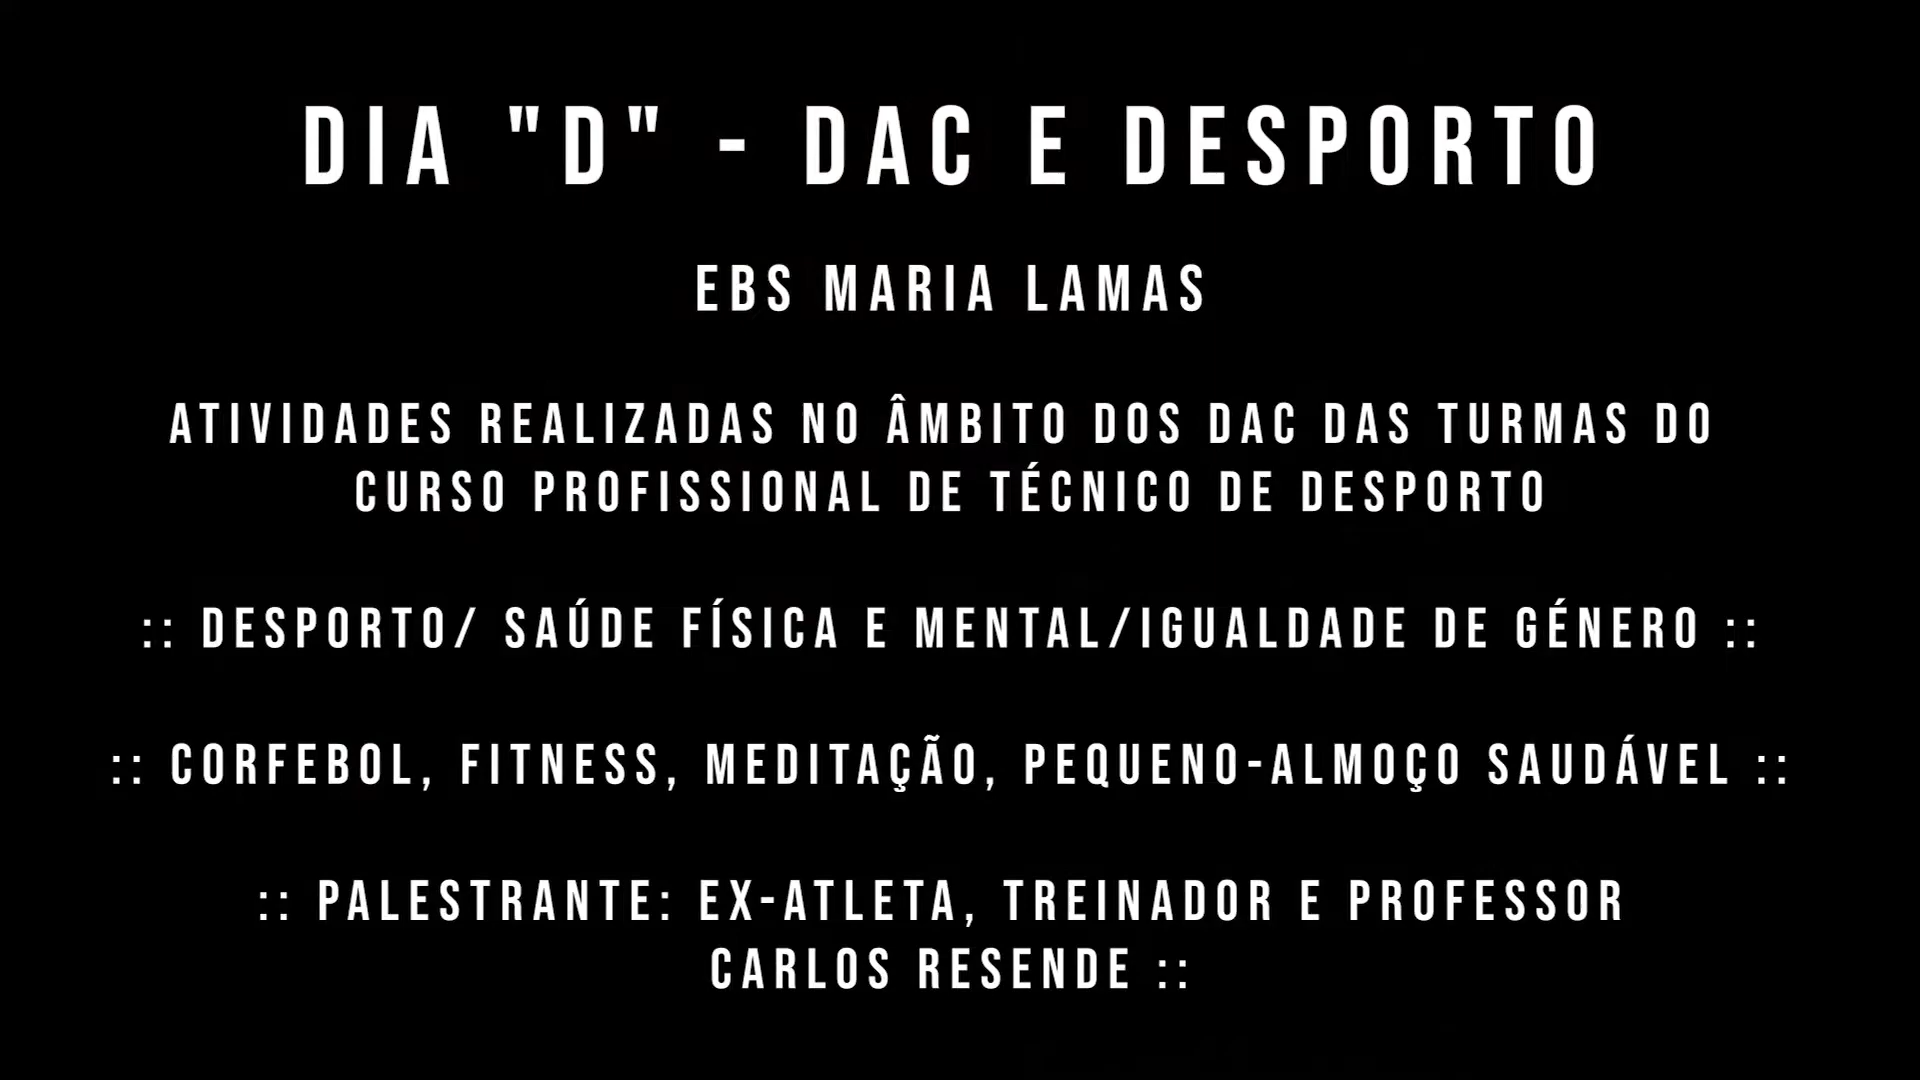 DIA "D" - DAC E DESPORTO
EBS MARIA LAMAS
ATIVIDADES REALIZADAS NO ÂMBITO DOS DAC DAS TURMAS DO
CURSO PROFISSIONAL DE TÉCNICO DE DESPORTO
:: DESPORTO/ SAÚDE FÍSICA E MENTAL/IGUALDADE DE GÉNERO ::
:: CORFEBOL, FITNESS, MEDITAÇÃO, PEQUENO-ALMOÇO SAUDÁVEL ::
:: PALESTRANTE: EX-ATLETA, TREINADOR E PROFESSOR
CARLOS RESENDE ::